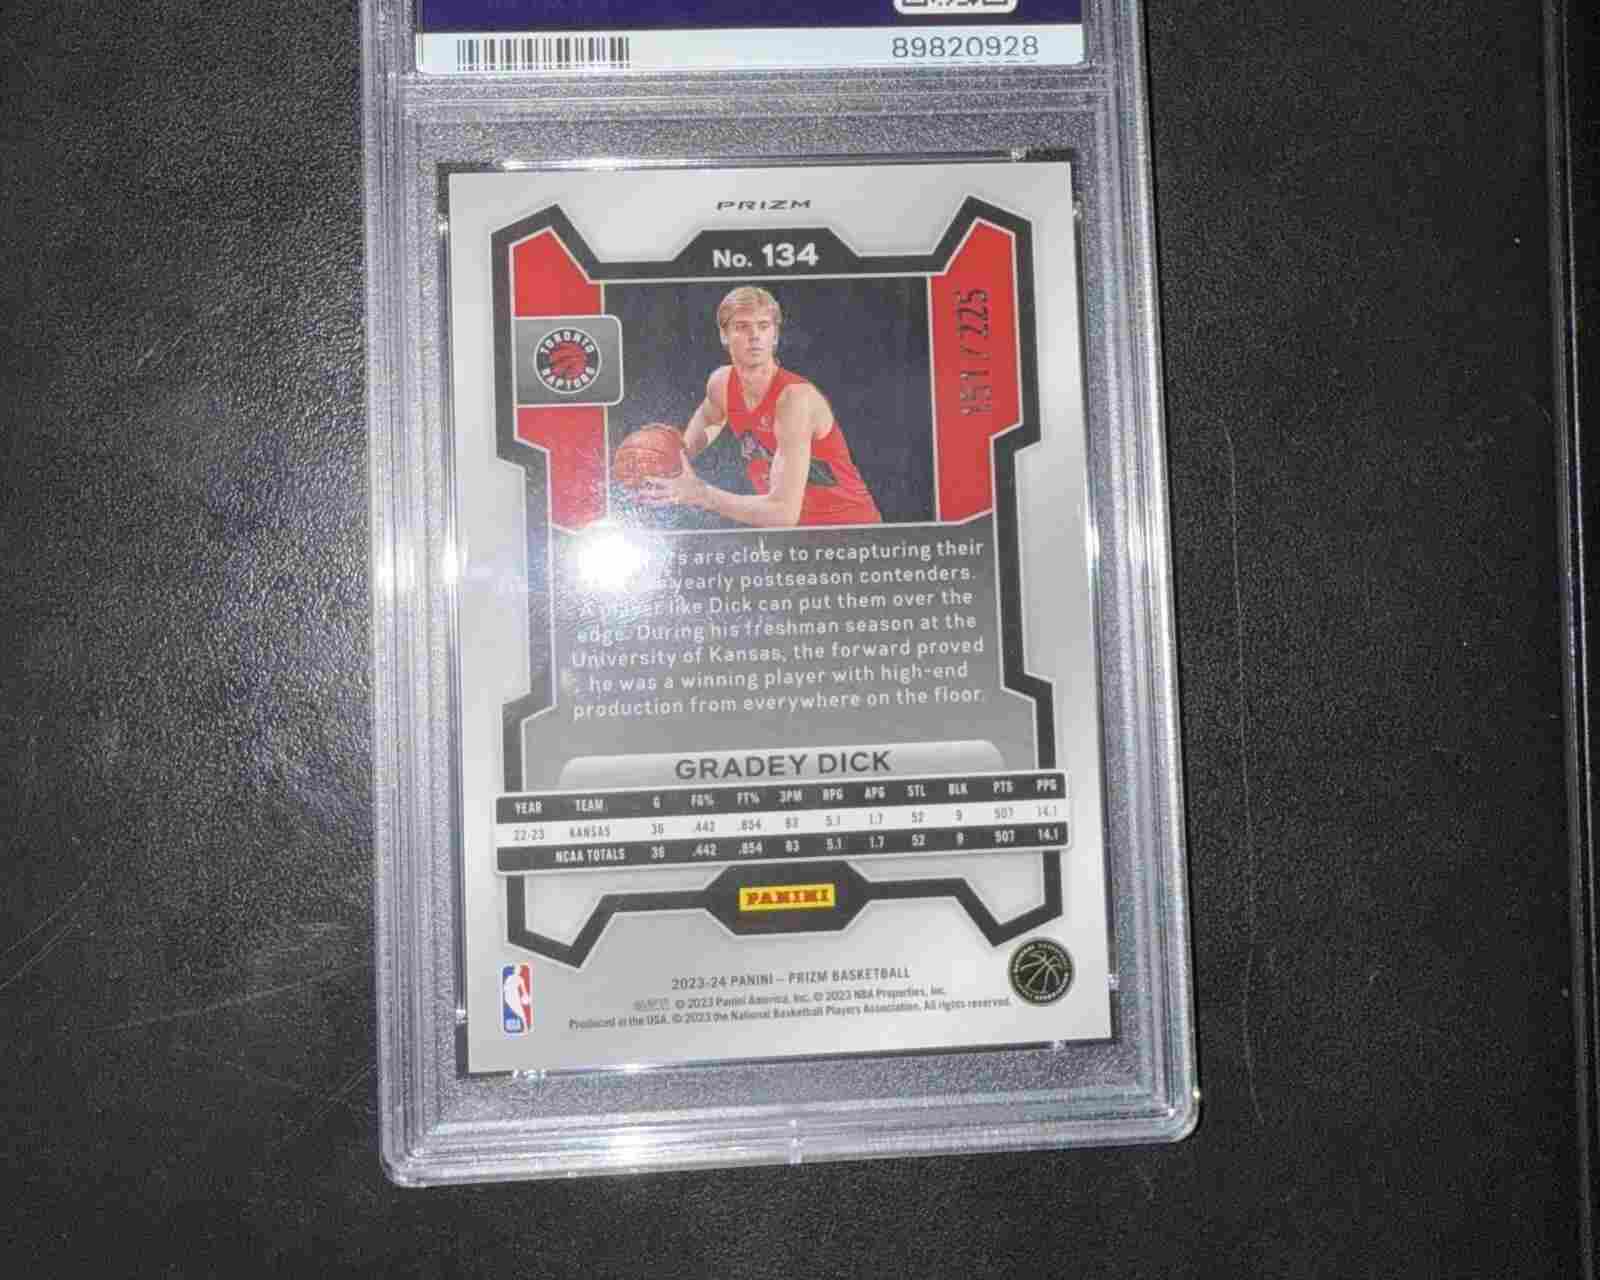 89820928
PRIZM
No. 134
157/225
TORONTO
RAPTORS
are close to recapturing their
yearly postseason contenders.
A player like Dick can put them over the
edge. During his freshman season at the
University of Kansas, the forward proved
he was a winning player with high-end
production from everywhere on the floor.
GRADEY DICK
YEAR TEAM G FG% FT% 3PM RPG APG STL BLK PTS PPG
22-23 KANSAS 36 .442 .854 83 5.1 1.7 52 9 507 14.1
NCAA TOTALS 36 .442 .854 83 5.1 1.7 52 9 507 14.1
PANINI
2023-24 PANINI – PRIZM BASKETBALL
© 2023 Panini America, Inc. © 2023 NBA Properties, Inc.
Produced in the USA. © 2023 the National Basketball Players Association. All rights reserved.
NBA